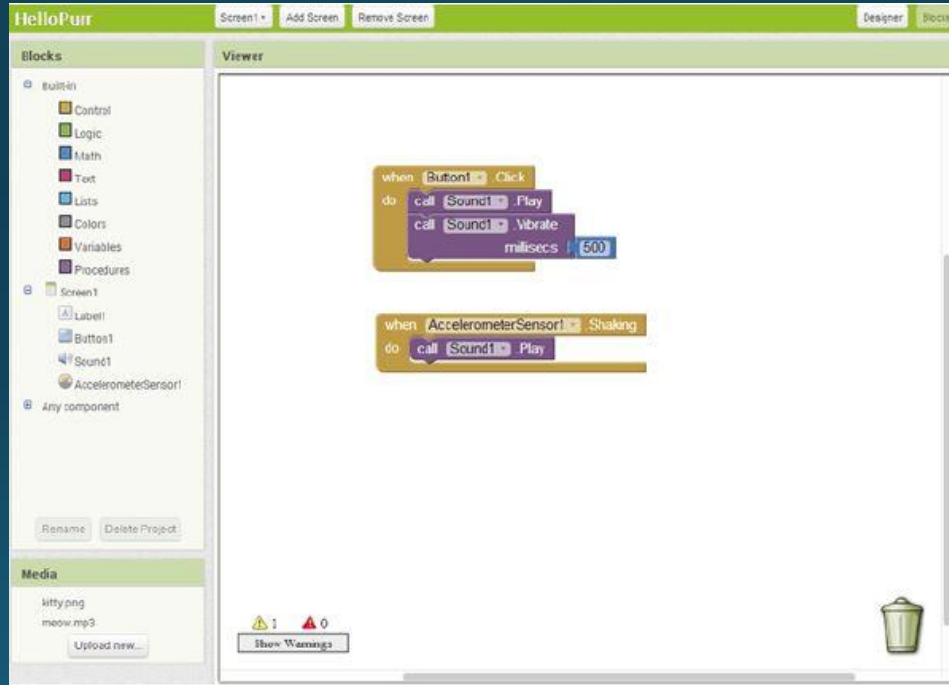 HelloPurr
Screen1 Add Screen Remove Screen Designer Blocks
Blocks
Built-in
Control
Logic
Math
Text
Lists
Colors
Variables
Procedures
Screen1
Label1
Button1
Sound1
AccelerometerSensor1
Any component
Rename Delete Project
Media
kitty.png
meow.mp3
Upload new...
Viewer
when Button1 .Click
do call Sound1 .Play
call Sound1 .Vibrate
millisecs 500
when AccelerometerSensor1 .Shaking
do call Sound1 .Play
1 0
Show Warnings